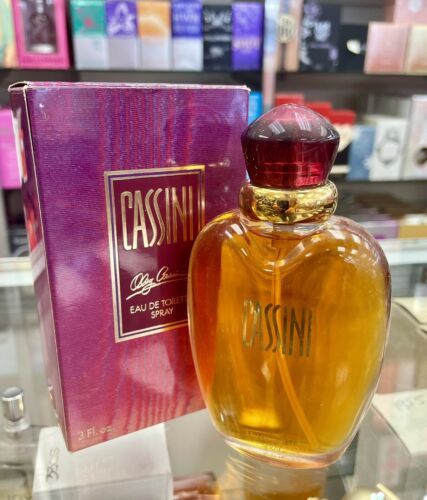 CASSINI
Oleg Cassini
EAU DE TOILETTE
SPRAY
3 Fl. oz
CASSINI